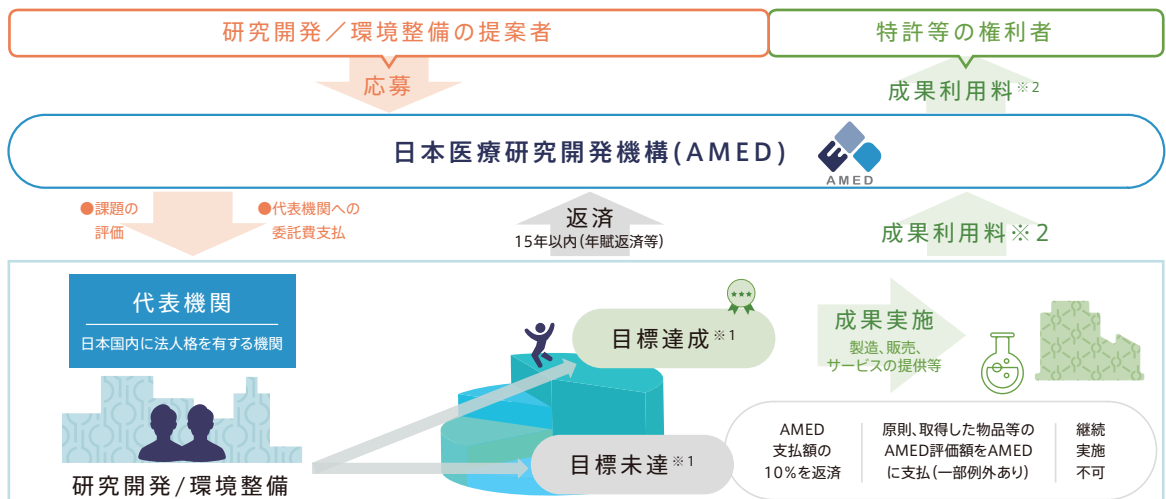 研究開発／環境整備の提案者
特許等の権利者
応募
成果利用料※2
日本医療研究開発機構(AMED)
AMED
●課題の
評価
●代表機関への
委託費支払
返済
15年以内(年賦返済等)
成果利用料※2
代表機関
日本国内に法人格を有する機関
目標達成※1
成果実施
製造、販売、
サービスの提供等
研究開発/環境整備
目標未達※1
AMED
支払額の
10%を返済
原則、取得した物品等の
AMED評価額をAMED
に支払(一部例外あり)
継続
実施
不可